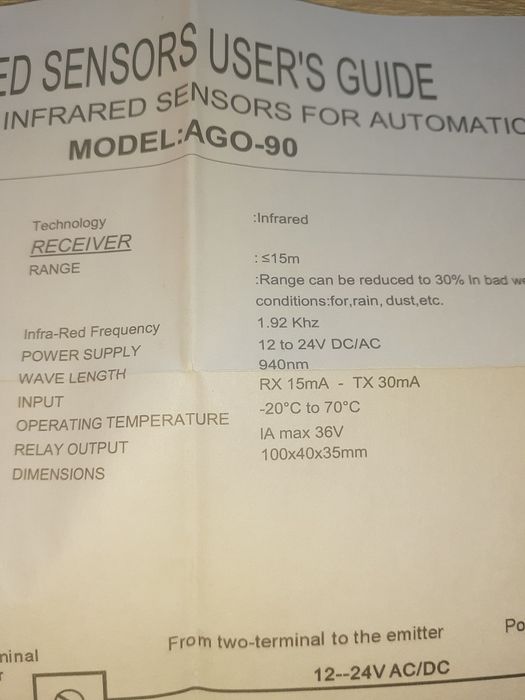 ED SENSORS USER'S GUIDE
INFRARED SENSORS FOR AUTOMATIC
MODEL:AGO-90
Technology :Infrared
RECEIVER
RANGE :≤15m
:Range can be reduced to 30% In bad we
conditions:for,rain, dust,etc.
Infra-Red Frequency 1.92 Khz
POWER SUPPLY 12 to 24V DC/AC
WAVE LENGTH 940nm
INPUT RX 15mA - TX 30mA
OPERATING TEMPERATURE -20°C to 70°C
RELAY OUTPUT IA max 36V
DIMENSIONS 100x40x35mm
From two-terminal to the emitter
Po
minal
r
12--24V AC/DC